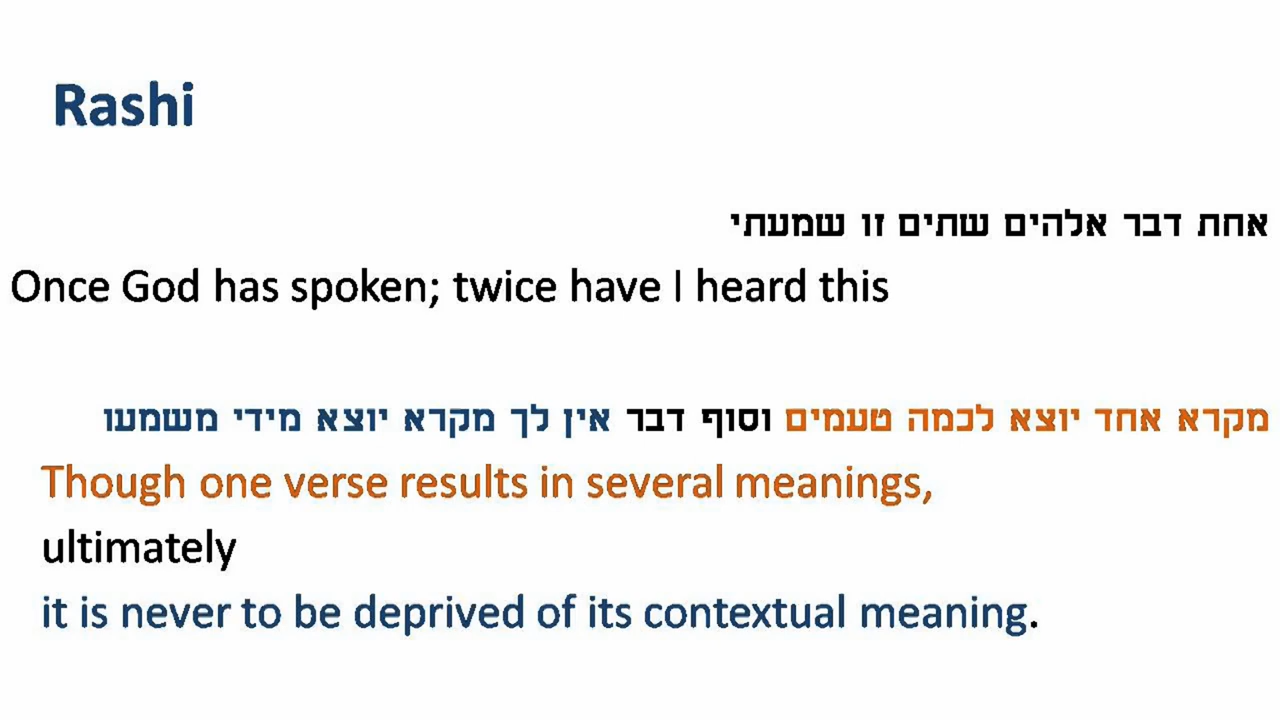 Rashi
אחת דבר אלהים שתים זו שמעתי
Once God has spoken; twice have I heard this
מקרא אחד יוצא לכמה טעמים וסוף דבר אין לך מקרא יוצא מידי משמעו
Though one verse results in several meanings,
ultimately
it is never to be deprived of its contextual meaning.